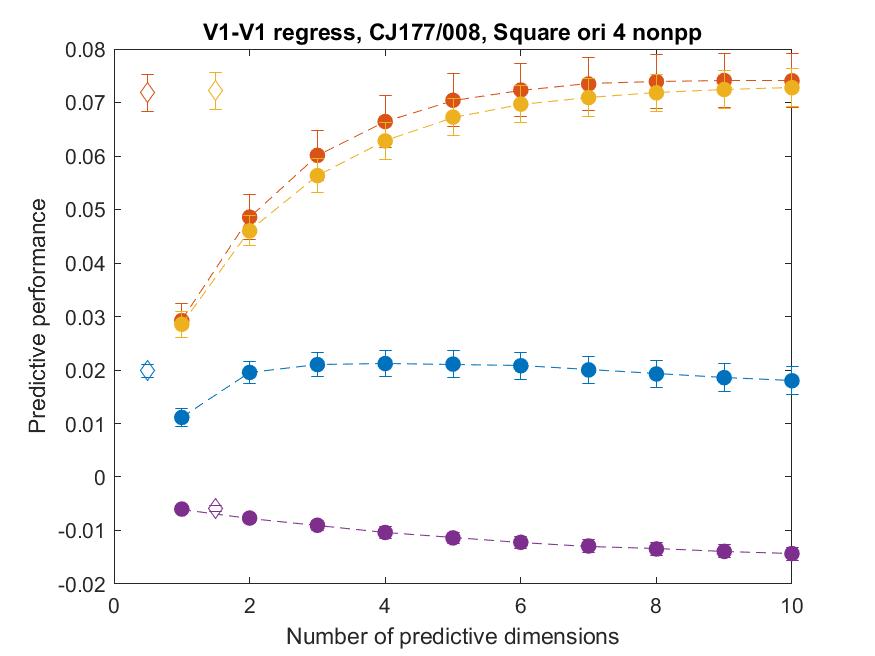 V1-V1 regress, CJ177/008, Square ori 4 nonpp
Predictive performance
0.08
0.07
0.06
0.05
0.04
0.03
0.02
0.01
0
-0.01
-0.02
0 2 4 6 8 10
Number of predictive dimensions